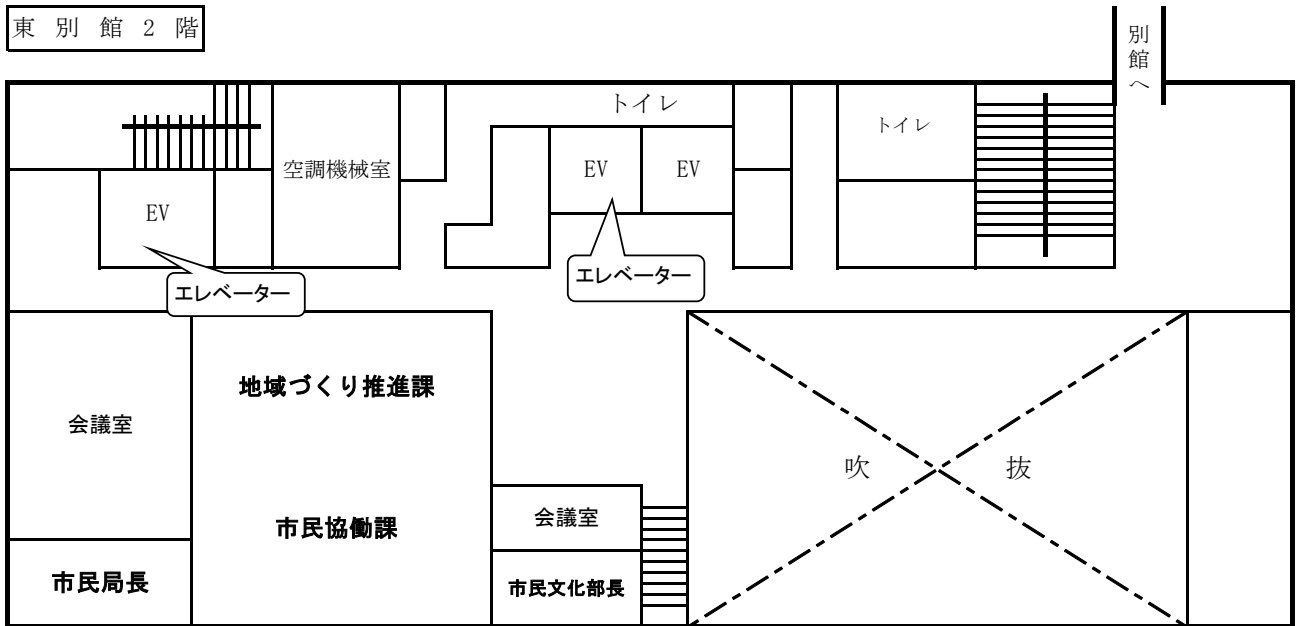 東別館2階
別館へ
トイレ
トイレ
空調機械室
EV
EV
EV
エレベーター
エレベーター
地域づくり推進課
会議室
吹抜
市民協働課
会議室
市民局長
市民文化部長